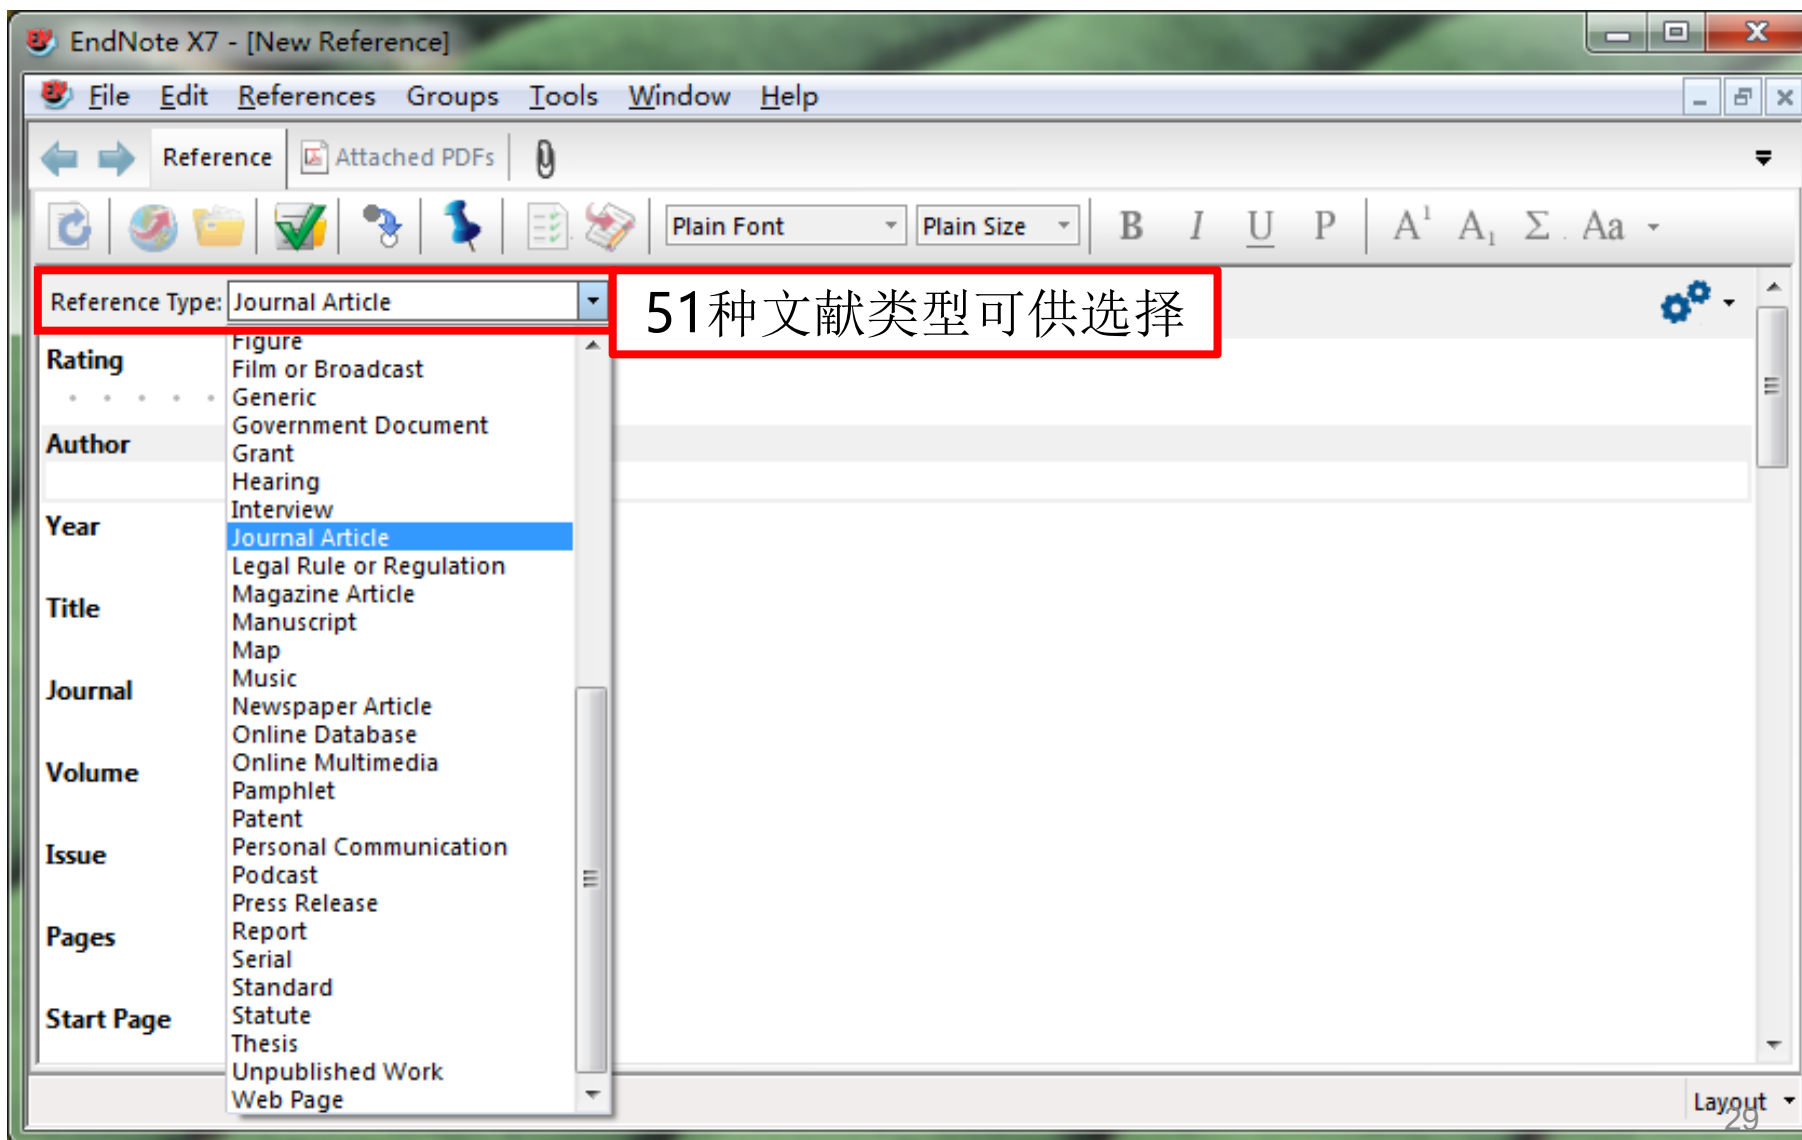 EndNote X7 - [New Reference]
File Edit References Groups Tools Window Help
Reference Attached PDFs
Plain Font Plain Size B I U P A¹ A₁ Σ Aa
Reference Type: Journal Article
51种文献类型可供选择
Rating
Author
Year
Title
Journal
Volume
Issue
Pages
Start Page
Figure
Film or Broadcast
Generic
Government Document
Grant
Hearing
Interview
Journal Article
Legal Rule or Regulation
Magazine Article
Manuscript
Map
Music
Newspaper Article
Online Database
Online Multimedia
Pamphlet
Patent
Personal Communication
Podcast
Press Release
Report
Serial
Standard
Statute
Thesis
Unpublished Work
Web Page
Layout
29